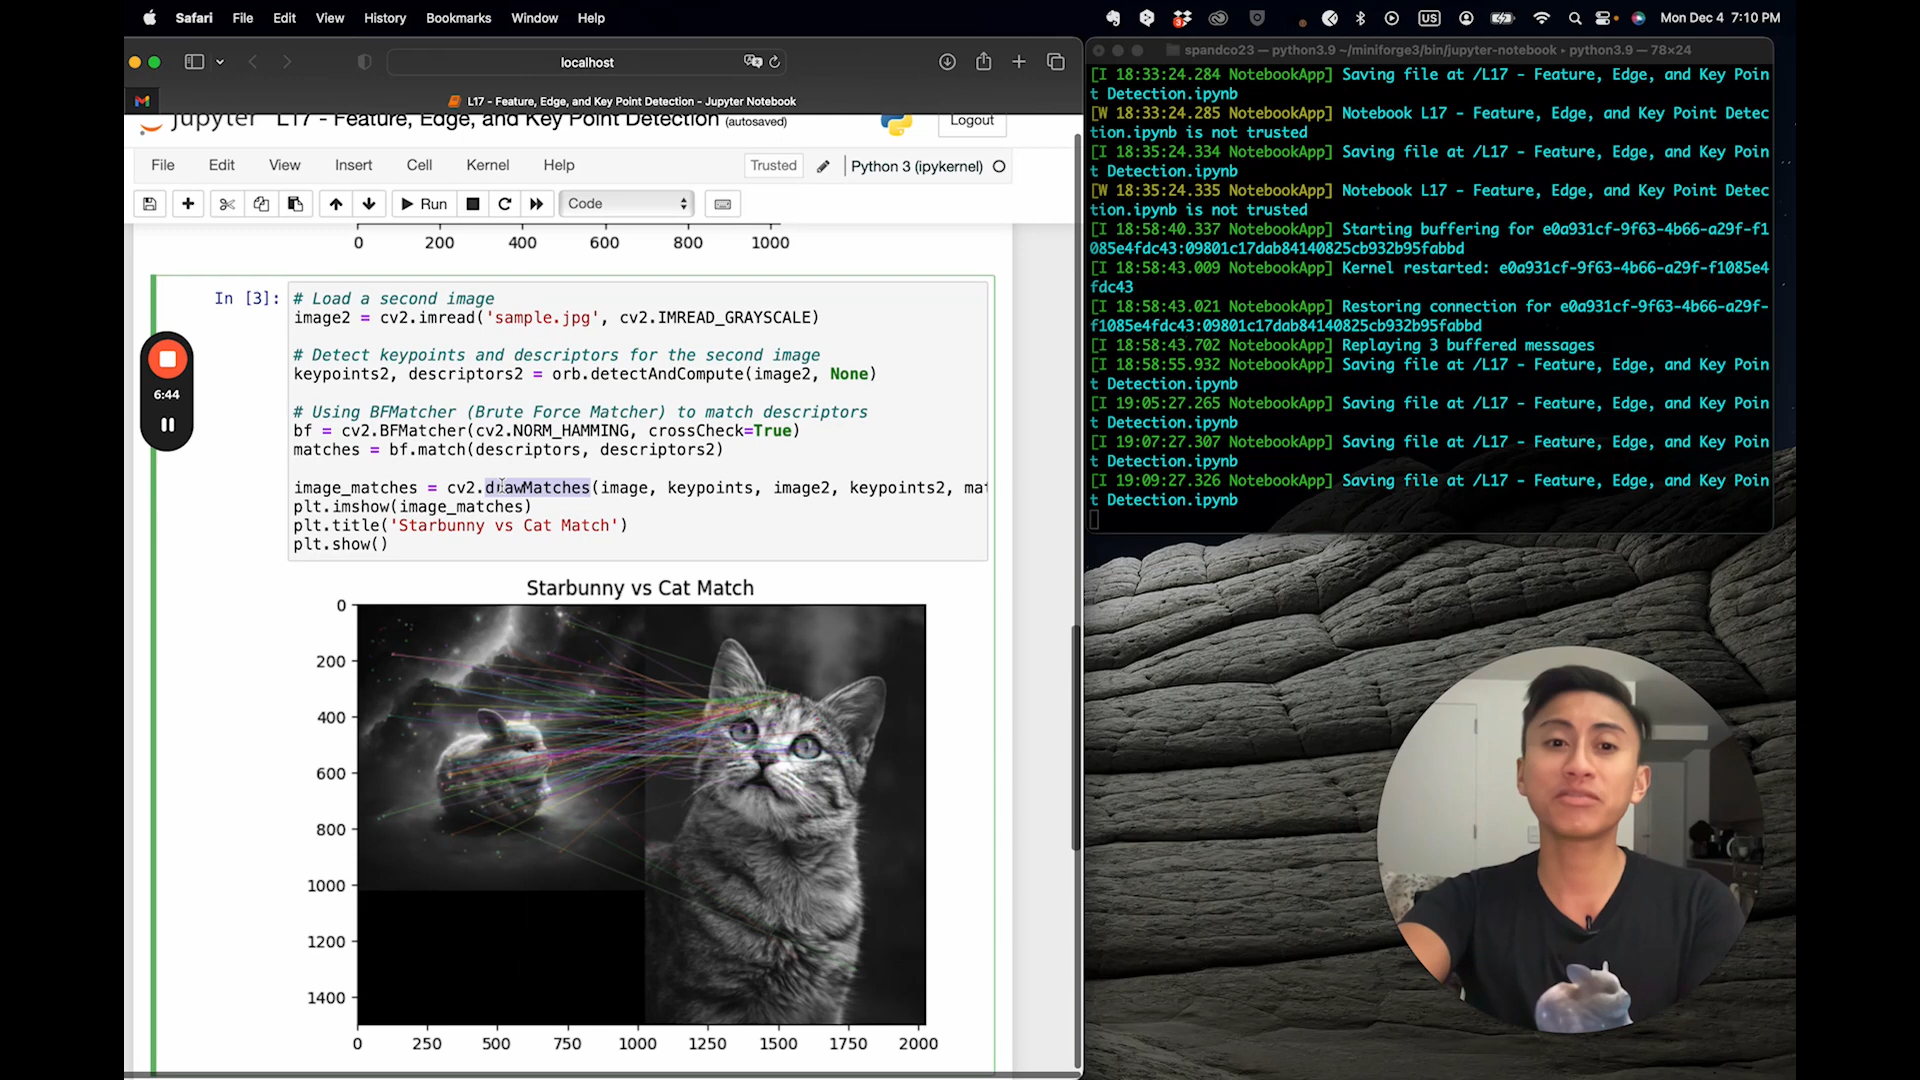 Safari File Edit View History Bookmarks Window Help
US
Mon Dec 4 7:10 PM
localhost
L17 - Feature, Edge, and Key Point Detection - Jupyter Notebook
jupyter L17 - Feature, Edge, and Key Point Detection (autosaved)
Logout
File Edit View Insert Cell Kernel Help
Trusted
Python 3 (ipykernel)
Run
Code
0 200 400 600 800 1000
In [3]:
# Load a second image
image2 = cv2.imread('sample.jpg', cv2.IMREAD_GRAYSCALE)
# Detect keypoints and descriptors for the second image
keypoints2, descriptors2 = orb.detectAndCompute(image2, None)
# Using BFMatcher (Brute Force Matcher) to match descriptors
bf = cv2.BFMatcher(cv2.NORM_HAMMING, crossCheck=True)
matches = bf.match(descriptors, descriptors2)
image_matches = cv2.drawMatches(image, keypoints, image2, keypoints2, mat
plt.imshow(image_matches)
plt.title('Starbunny vs Cat Match')
plt.show()
6:44
Starbunny vs Cat Match
0
200
400
600
800
1000
1200
1400
0 250 500 750 1000 1250 1500 1750 2000
spandco23 — python3.9 ~/miniforge3/bin/jupyter-notebook ▸ python3.9 — 78×24
[I 18:33:24.284 NotebookApp] Saving file at /L17 - Feature, Edge, and Key Poin
t Detection.ipynb
[W 18:33:24.285 NotebookApp] Notebook L17 - Feature, Edge, and Key Point Detec
tion.ipynb is not trusted
[I 18:35:24.334 NotebookApp] Saving file at /L17 - Feature, Edge, and Key Poin
t Detection.ipynb
[W 18:35:24.335 NotebookApp] Notebook L17 - Feature, Edge, and Key Point Detec
tion.ipynb is not trusted
[I 18:58:40.337 NotebookApp] Starting buffering for e0a931cf-9f63-4b66-a29f-f1
085e4fdc43:09801c17dab84140825cb932b95fabbd
[I 18:58:43.009 NotebookApp] Kernel restarted: e0a931cf-9f63-4b66-a29f-f1085e4
fdc43
[I 18:58:43.021 NotebookApp] Restoring connection for e0a931cf-9f63-4b66-a29f-
f1085e4fdc43:09801c17dab84140825cb932b95fabbd
[I 18:58:43.702 NotebookApp] Replaying 3 buffered messages
[I 18:58:55.932 NotebookApp] Saving file at /L17 - Feature, Edge, and Key Poin
t Detection.ipynb
[I 19:05:27.265 NotebookApp] Saving file at /L17 - Feature, Edge, and Key Poin
t Detection.ipynb
[I 19:07:27.307 NotebookApp] Saving file at /L17 - Feature, Edge, and Key Poin
t Detection.ipynb
[I 19:09:27.326 NotebookApp] Saving file at /L17 - Feature, Edge, and Key Poin
t Detection.ipynb